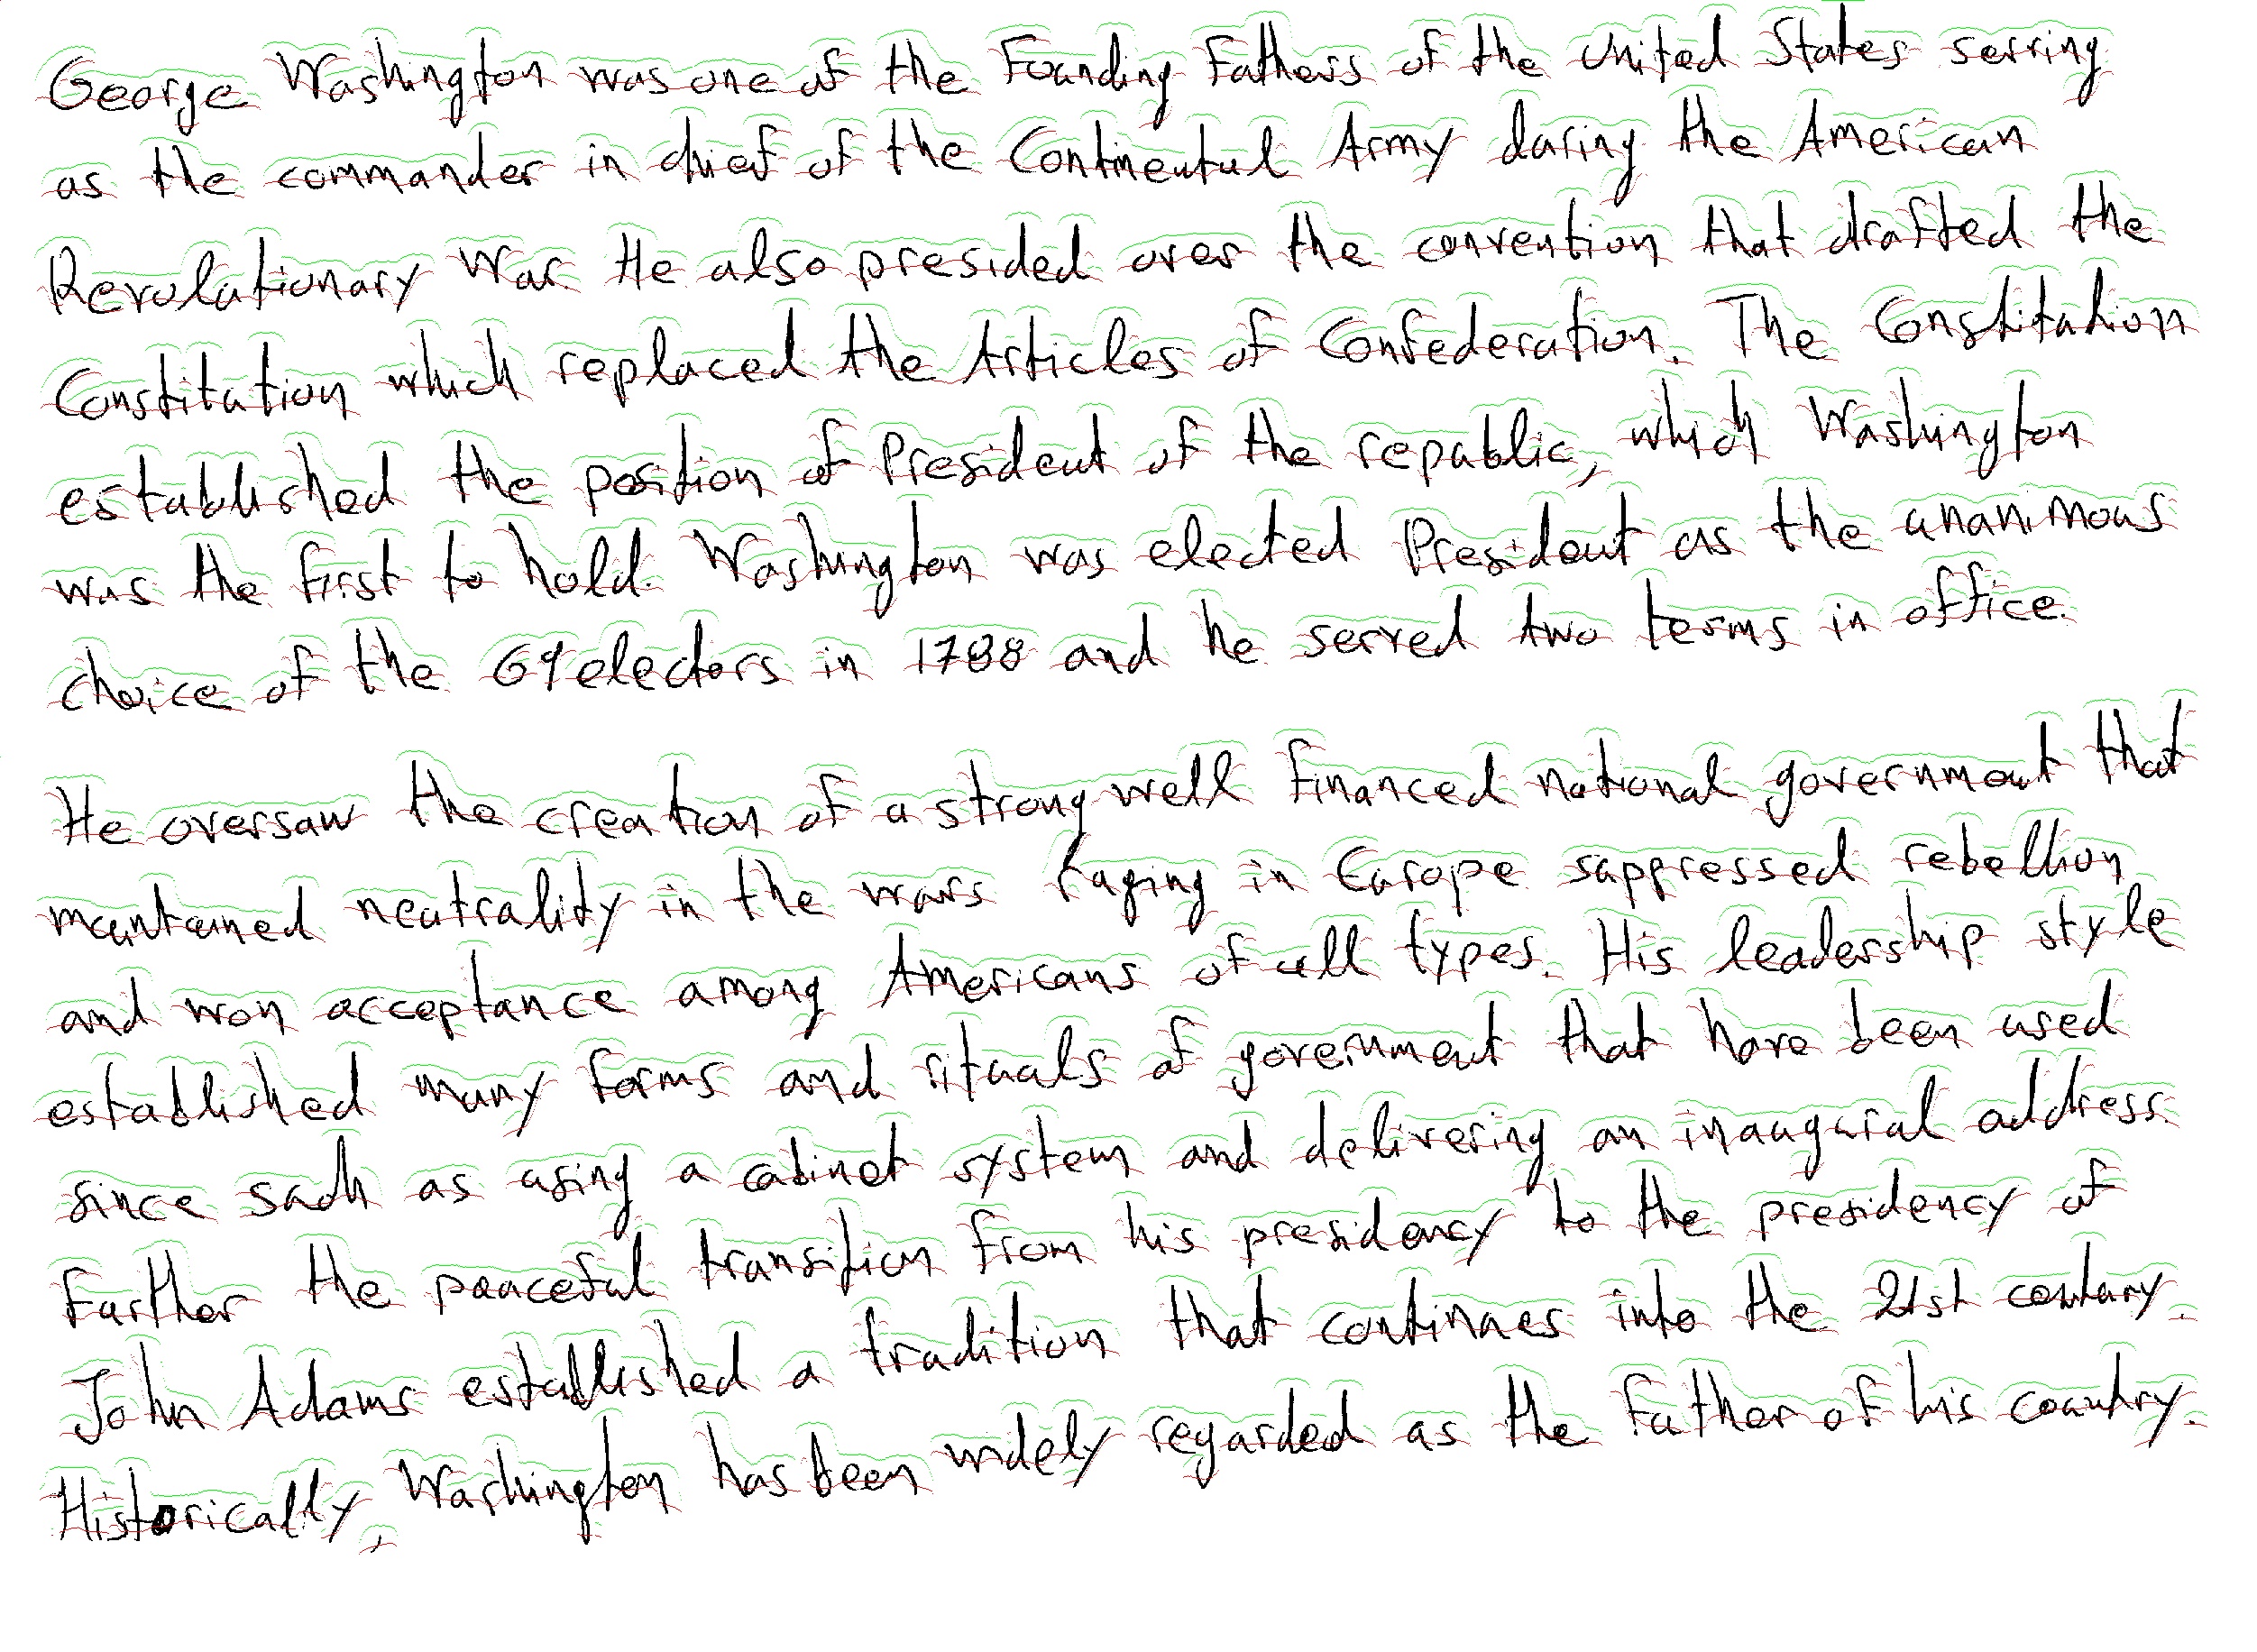 George Washington was one of the Founding Fathers of the United States serving
as the commander in chief of the Continental Army during the American
Revolutionary War. He also presided over the convention that drafted the
Constitution which replaced the Articles of Confederation. The Constitution
established the position of President of the republic, which Washington
was the first to hold. Washington was elected President as the unanimous
choice of the 69 electors in 1788 and he served two terms in office.
He oversaw the creation of a strong well financed national government that
maintained neutrality in the wars raging in Europe suppressed rebellion
and won acceptance among Americans of all types. His leadership style
established many forms and rituals of government that have been used
since such as using a cabinet system and delivering an inaugural address.
Further the peaceful transition from his presidency to the presidency of
John Adams established a tradition that continues into the 21st century.
Historically, Washington has been widely regarded as the Father of his country.